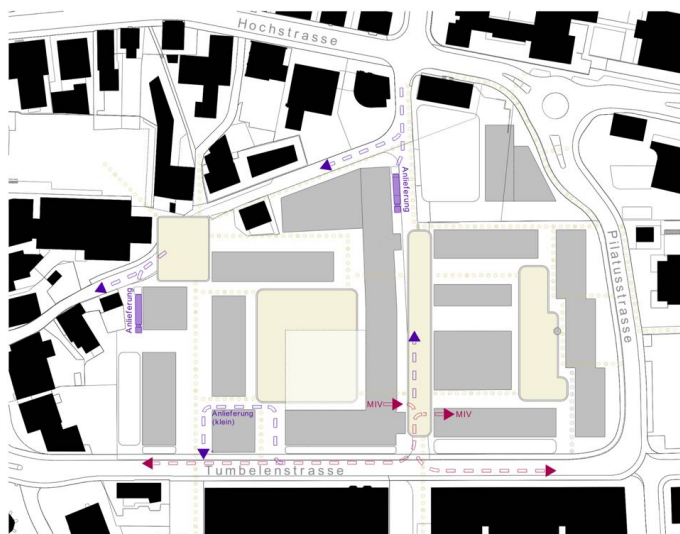 Hochstrasse
Anlieferung
Pilatusstrasse
Anlieferung
MIV
MIV
Anlieferung
(klein)
Tumbelenstrasse